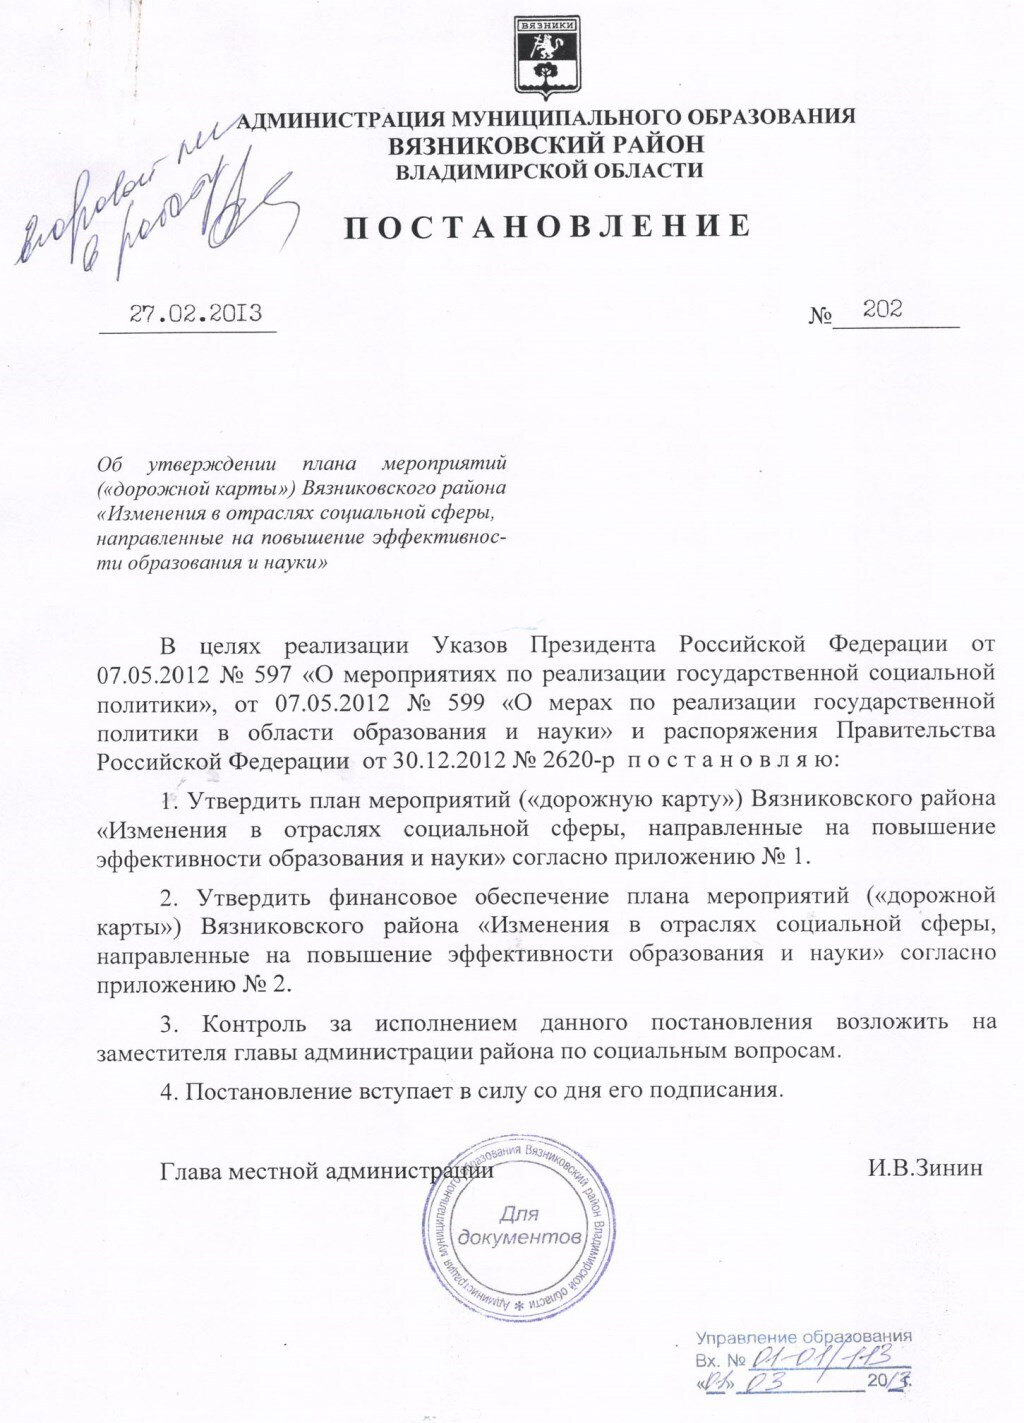 ВЯЗНИКИ
АДМИНИСТРАЦИЯ МУНИЦИПАЛЬНОГО ОБРАЗОВАНИЯ
ВЯЗНИКОВСКИЙ РАЙОН
ВЛАДИМИРСКОЙ ОБЛАСТИ
П О С Т А Н О В Л Е Н И Е
в работу
27.02.20I3
№ 202
Об утверждении плана мероприятий
(«дорожной карты») Вязниковского района
«Изменения в отраслях социальной сферы,
направленные на повышение эффективнос-
ти образования и науки»
В целях реализации Указов Президента Российской Федерации от
07.05.2012 № 597 «О мероприятиях по реализации государственной социальной
политики», от 07.05.2012 № 599 «О мерах по реализации государственной
политики в области образования и науки» и распоряжения Правительства
Российской Федерации от 30.12.2012 № 2620-р п о с т а н о в л я ю:
1. Утвердить план мероприятий («дорожную карту») Вязниковского района
«Изменения в отраслях социальной сферы, направленные на повышение
эффективности образования и науки» согласно приложению № 1.
2. Утвердить финансовое обеспечение плана мероприятий («дорожной
карты») Вязниковского района «Изменения в отраслях социальной сферы,
направленные на повышение эффективности образования и науки» согласно
приложению № 2.
3. Контроль за исполнением данного постановления возложить на
заместителя главы администрации района по социальным вопросам.
4. Постановление вступает в силу со дня его подписания.
Глава местной администрации
И.В.Зинин
Администрация муниципального образования Вязниковский район Владимирской области *
Для
документов
Управление образования
Вх. № 01-01/113
«01» 03 2013г.